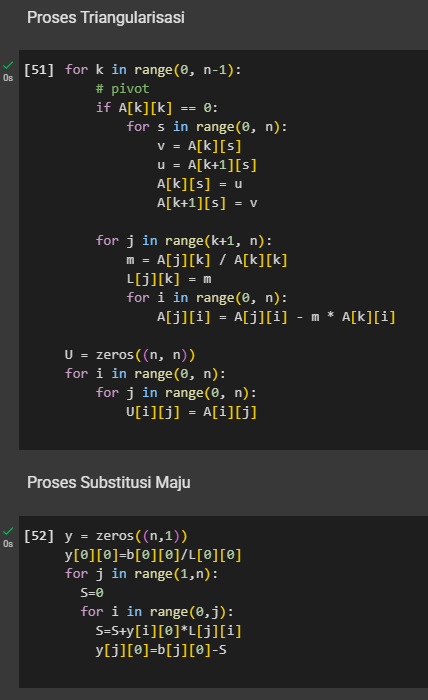 Proses Triangularisasi
[51] for k in range(0, n-1):
# pivot
if A[k][k] == 0:
for s in range(0, n):
v = A[k][s]
u = A[k+1][s]
A[k][s] = u
A[k+1][s] = v
for j in range(k+1, n):
m = A[j][k] / A[k][k]
L[j][k] = m
for i in range(0, n):
A[j][i] = A[j][i] - m * A[k][i]
U = zeros((n, n))
for i in range(0, n):
for j in range(0, n):
U[i][j] = A[i][j]
0s
Proses Substitusi Maju
[52] y = zeros((n,1))
y[0][0]=b[0][0]/L[0][0]
for j in range(1,n):
S=0
for i in range(0,j):
S=S+y[i][0]*L[j][i]
y[j][0]=b[j][0]-S
0s